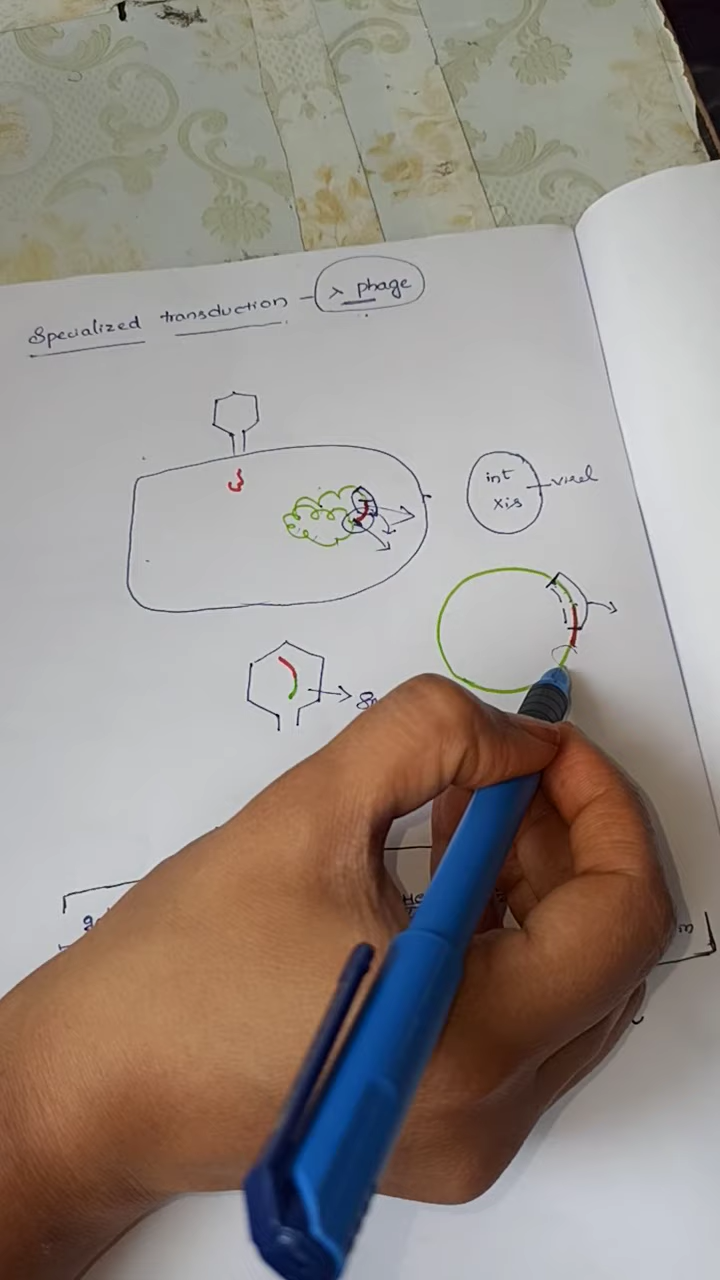 Specialized transduction - λ phage
int
xis - viral